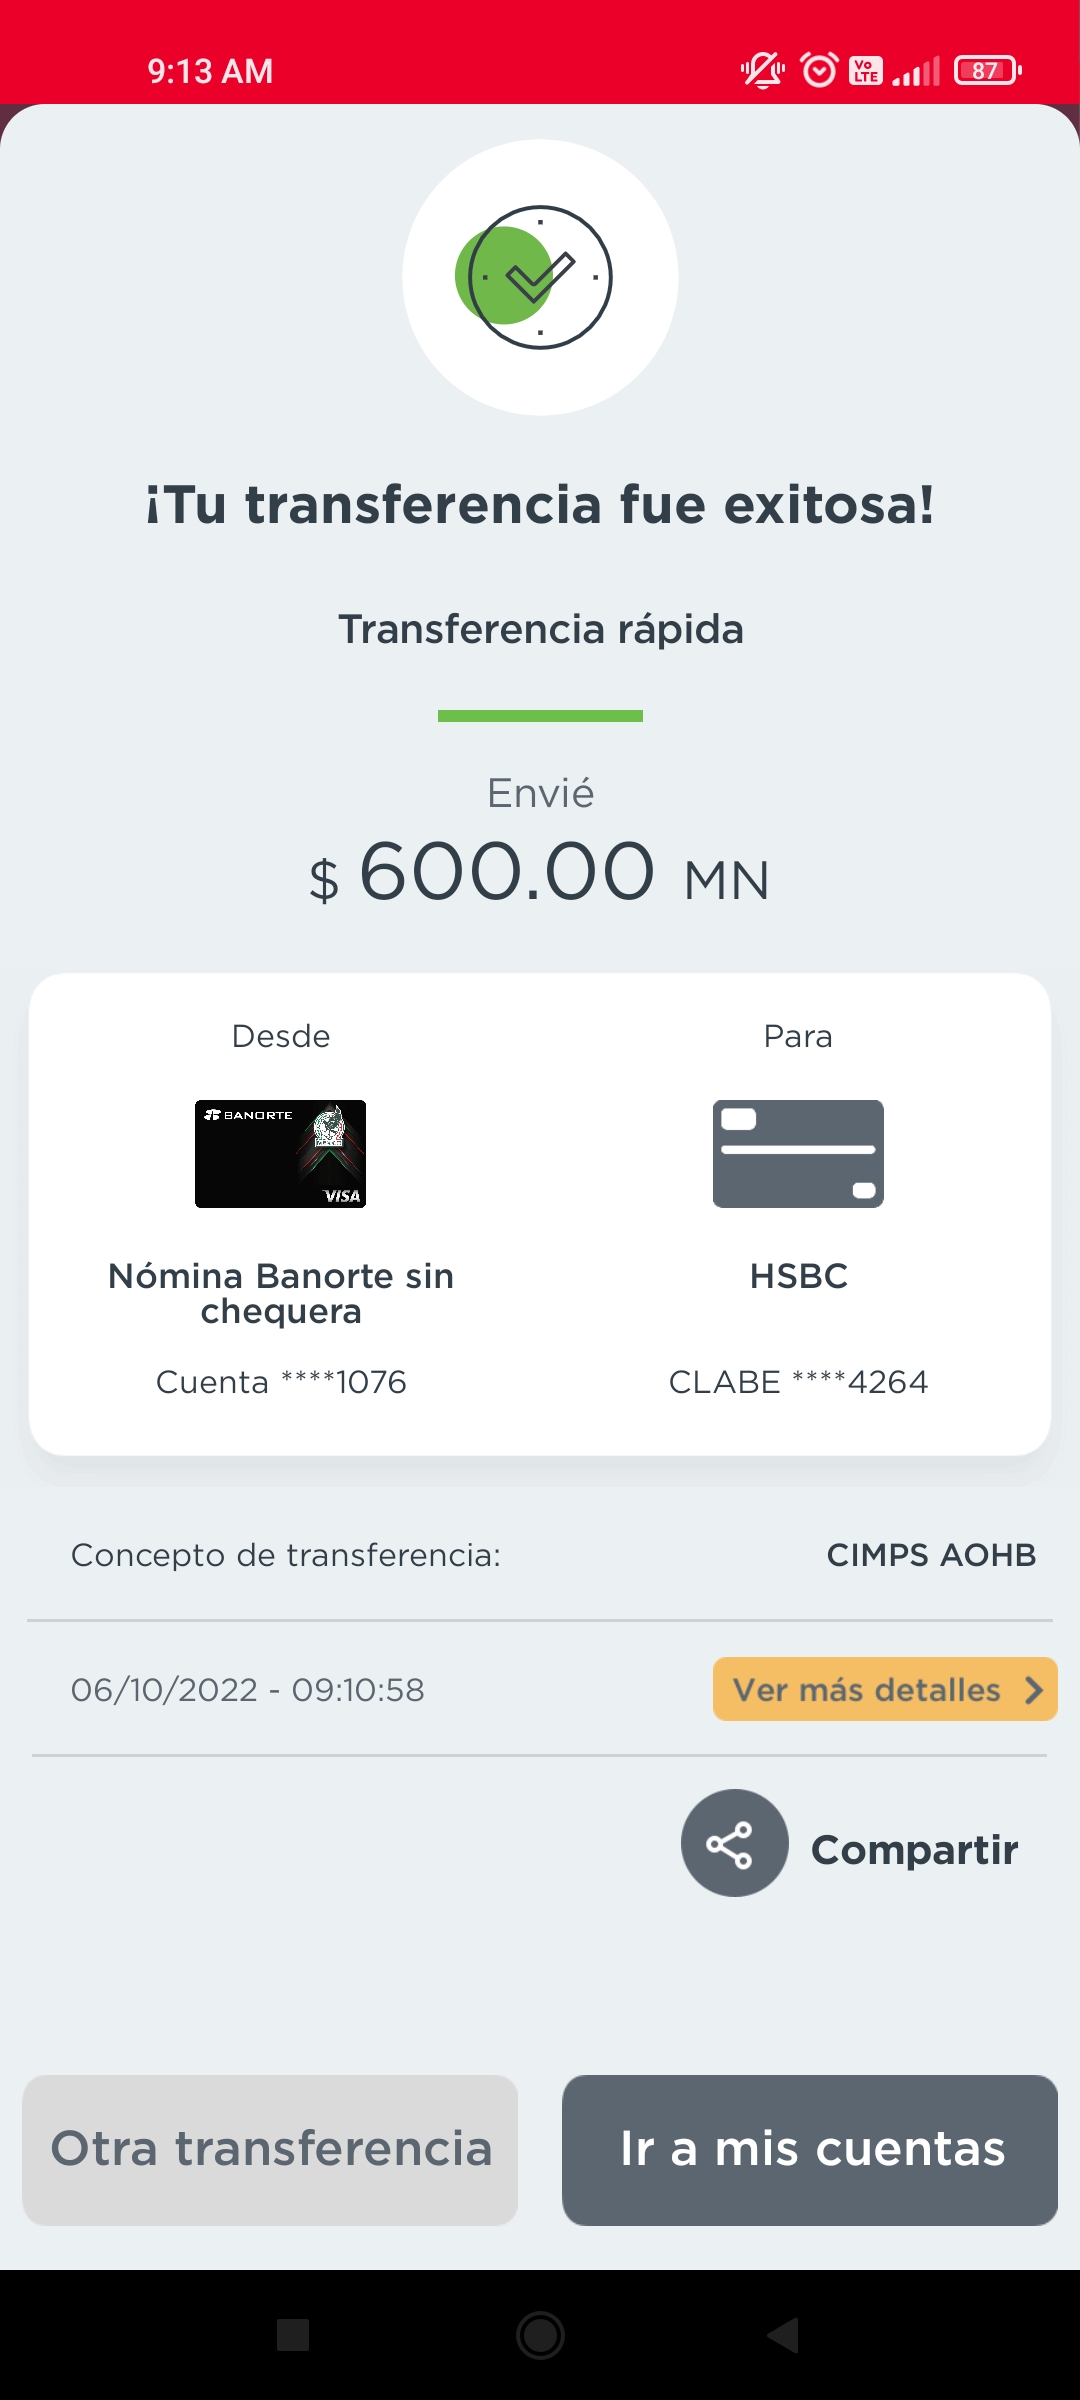 9:13 AM
Vo LTE
87
¡Tu transferencia fue exitosa!
Transferencia rápida
Envié
$ 600.00 MN
Desde
Para
BANORTE
VISA
Nómina Banorte sin
chequera
HSBC
Cuenta ****1076
CLABE ****4264
Concepto de transferencia:
CIMPS AOHB
06/10/2022 - 09:10:58
Ver más detalles
Compartir
Otra transferencia
Ir a mis cuentas